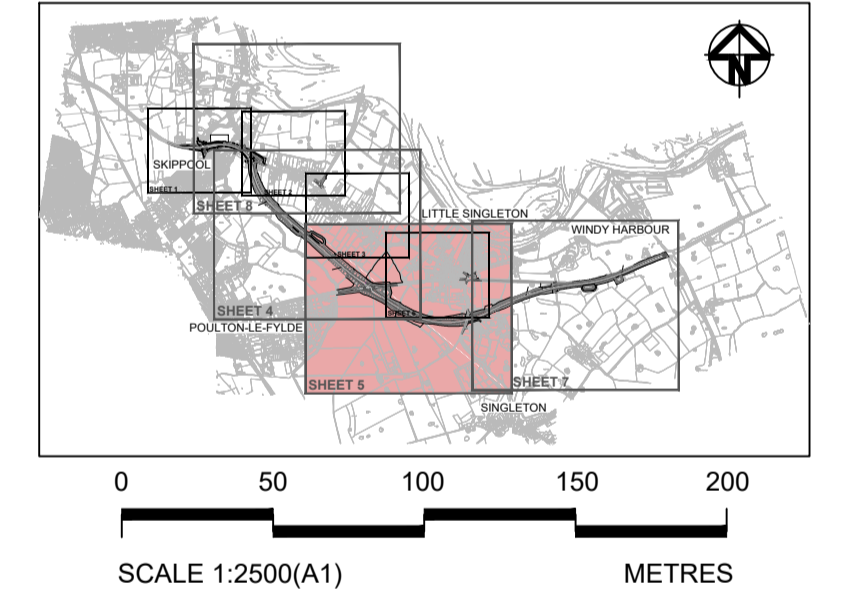 N
SKIPPOOL
SHEET 1
SHEET 2
SHEET 8
LITTLE SINGLETON
WINDY HARBOUR
SHEET 3
SHEET 4
POULTON-LE-FYLDE
SHEET 5
SHEET 7
SINGLETON
0 50 100 150 200
SCALE 1:2500(A1) METRES